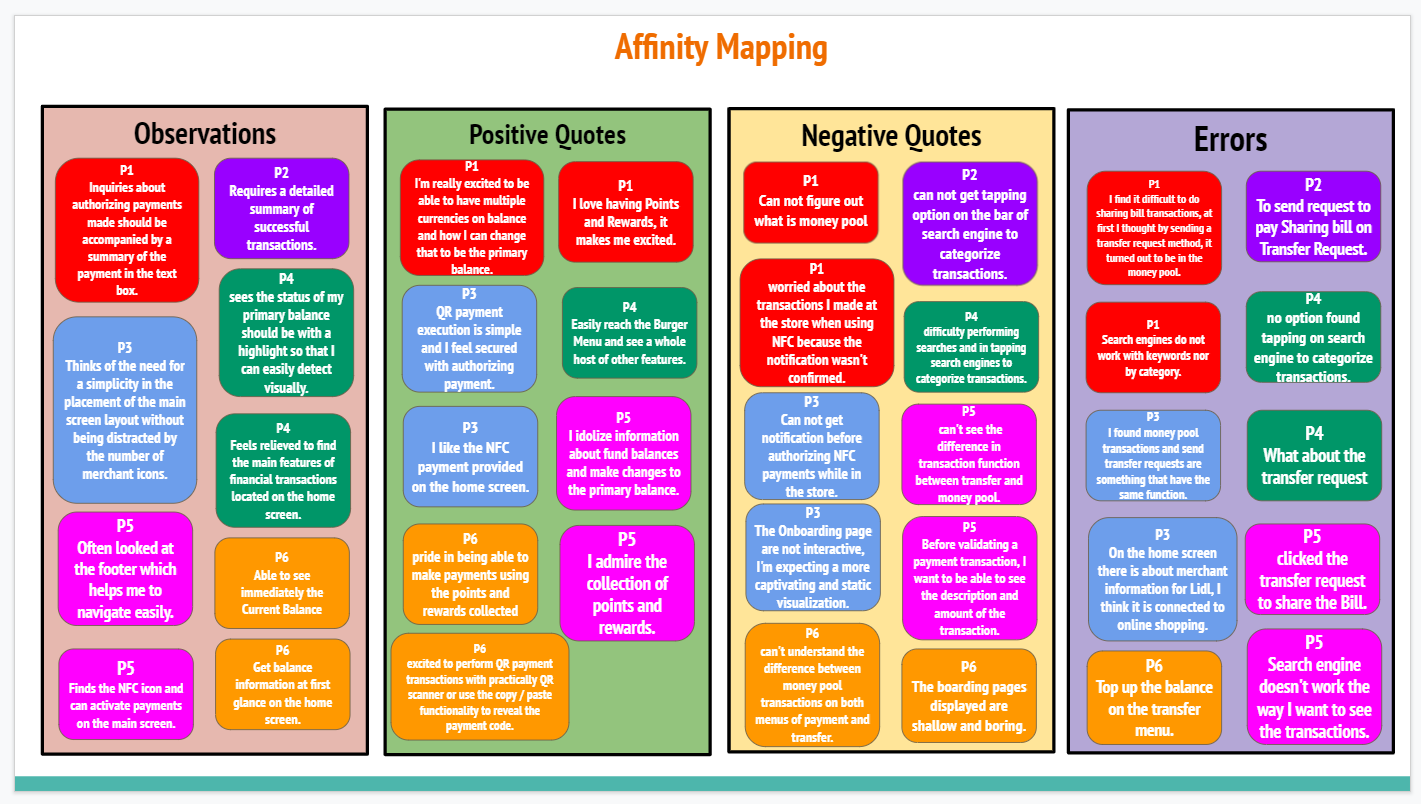 Affinity Mapping
Observations
P1
Inquiries about
authorizing payments
made should be
accompanied by a
summary of the
payment in the text
box.
P2
Requires a detailed
summary of
successful
transactions.
P4
sees the status of my
primary balance
should be with a
highlight so that I
can easily detect
visually.
P3
Thinks of the need for
a simplicity in the
placement of the main
screen layout without
being distracted by
the number of
merchant icons.
P4
Feels relieved to find
the main features of
financial transactions
located on the home
screen.
P5
Often looked at
the footer which
helps me to
navigate easily.
P6
Able to see
immediately the
Current Balance
P5
Finds the NFC icon and
can activate payments
on the main screen.
P6
Get balance
information at first
glance on the home
screen.
Positive Quotes
P1
I'm really excited to be
able to have multiple
currencies on balance
and how I can change
that to be the primary
balance.
P1
I love having Points
and Rewards, it
makes me excited.
P3
QR payment
execution is simple
and I feel secured
with authorizing
payment.
P4
Easily reach the Burger
Menu and see a whole
host of other features.
P3
I like the NFC
payment provided
on the home screen.
P5
I idolize information
about fund balances
and make changes to
the primary balance.
P6
pride in being able to
make payments using
the points and
rewards collected
P5
I admire the
collection of
points and
rewards.
P6
excited to perform QR payment
transactions with practically QR
scanner or use the copy / paste
functionality to reveal the
payment code.
Negative Quotes
P1
Can not figure out
what is money pool
P2
can not get tapping
option on the bar of
search engine to
categorize
transactions.
P1
worried about the
transactions I made at
the store when using
NFC because the
notification wasn't
confirmed.
P4
difficulty performing
searches and in tapping
search engines to
categorize transactions.
P3
Can not get
notification before
authorizing NFC
payments while in
the store.
P5
can't see the
difference in
transaction function
between transfer and
money pool.
P3
The Onboarding page
are not interactive,
I'm expecting a more
captivating and static
visualization.
P5
Before validating a
payment transaction, I
want to be able to see
the description and
amount of the
transaction.
P6
can't understand the
difference between
money pool
transactions on both
menus of payment and
transfer.
P6
The boarding pages
displayed are
shallow and boring.
Errors
P1
I find it difficult to do
sharing bill transactions, at
first I thought by sending a
transfer request method, it
turned out to be in the
money pool.
P2
To send request to
pay Sharing bill on
Transfer Request.
P1
Search engines do not
work with keywords nor
by category.
P4
no option found
tapping on search
engine to categorize
transactions.
P3
I found money pool
transactions and send
transfer requests are
something that have the
same function.
P4
What about the
transfer request
P3
On the home screen
there is about merchant
information for Lidl, I
think it is connected to
online shopping.
P5
clicked the
transfer request
to share the Bill.
P6
Top up the balance
on the transfer
menu.
P5
Search engine
doesn't work the
way I want to see
the transactions.